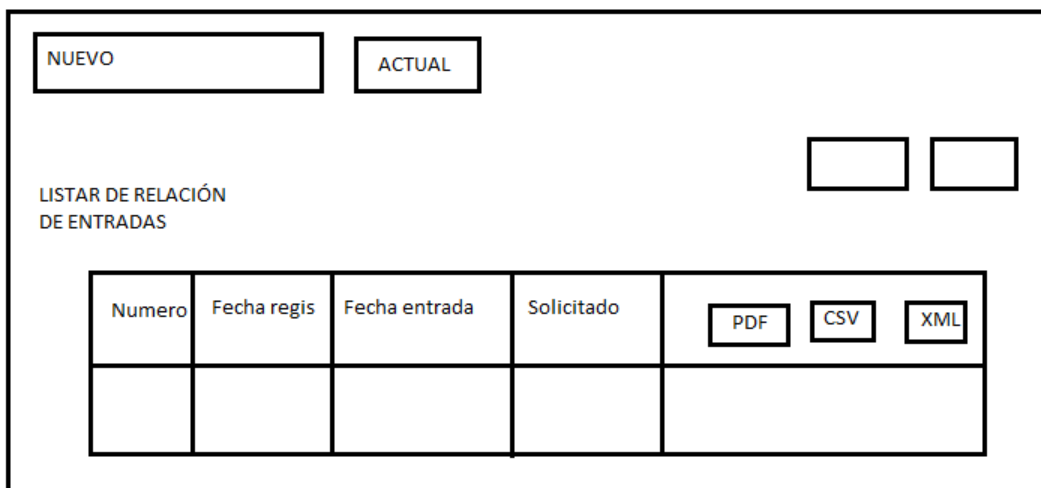 NUEVO
ACTUAL
LISTAR DE RELACIÓN
DE ENTRADAS
Numero
Fecha regis
Fecha entrada
Solicitado
PDF
CSV
XML